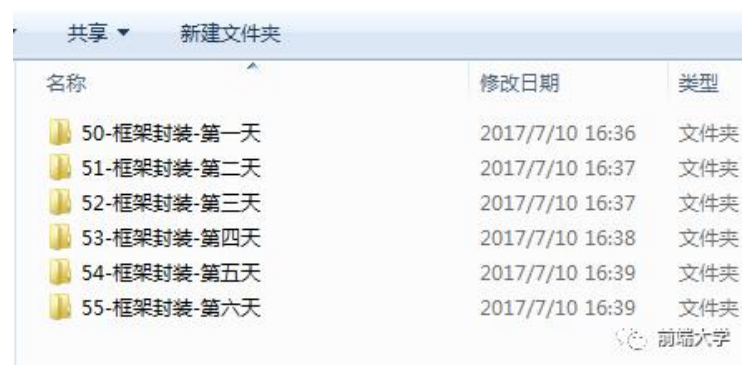 共享 新建文件夹
名称 修改日期 类型
50-框架封装-第一天 2017/7/10 16:36 文件夹
51-框架封装-第二天 2017/7/10 16:37 文件夹
52-框架封装-第三天 2017/7/10 16:37 文件夹
53-框架封装-第四天 2017/7/10 16:38 文件夹
54-框架封装-第五天 2017/7/10 16:39 文件夹
55-框架封装-第六天 2017/7/10 16:39 文件夹
前端大学